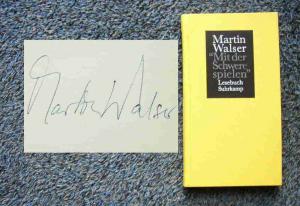 Martin Walser
Martin
Walser
"Mit der
Schwere
spielen"
Lesebuch
Suhrkamp